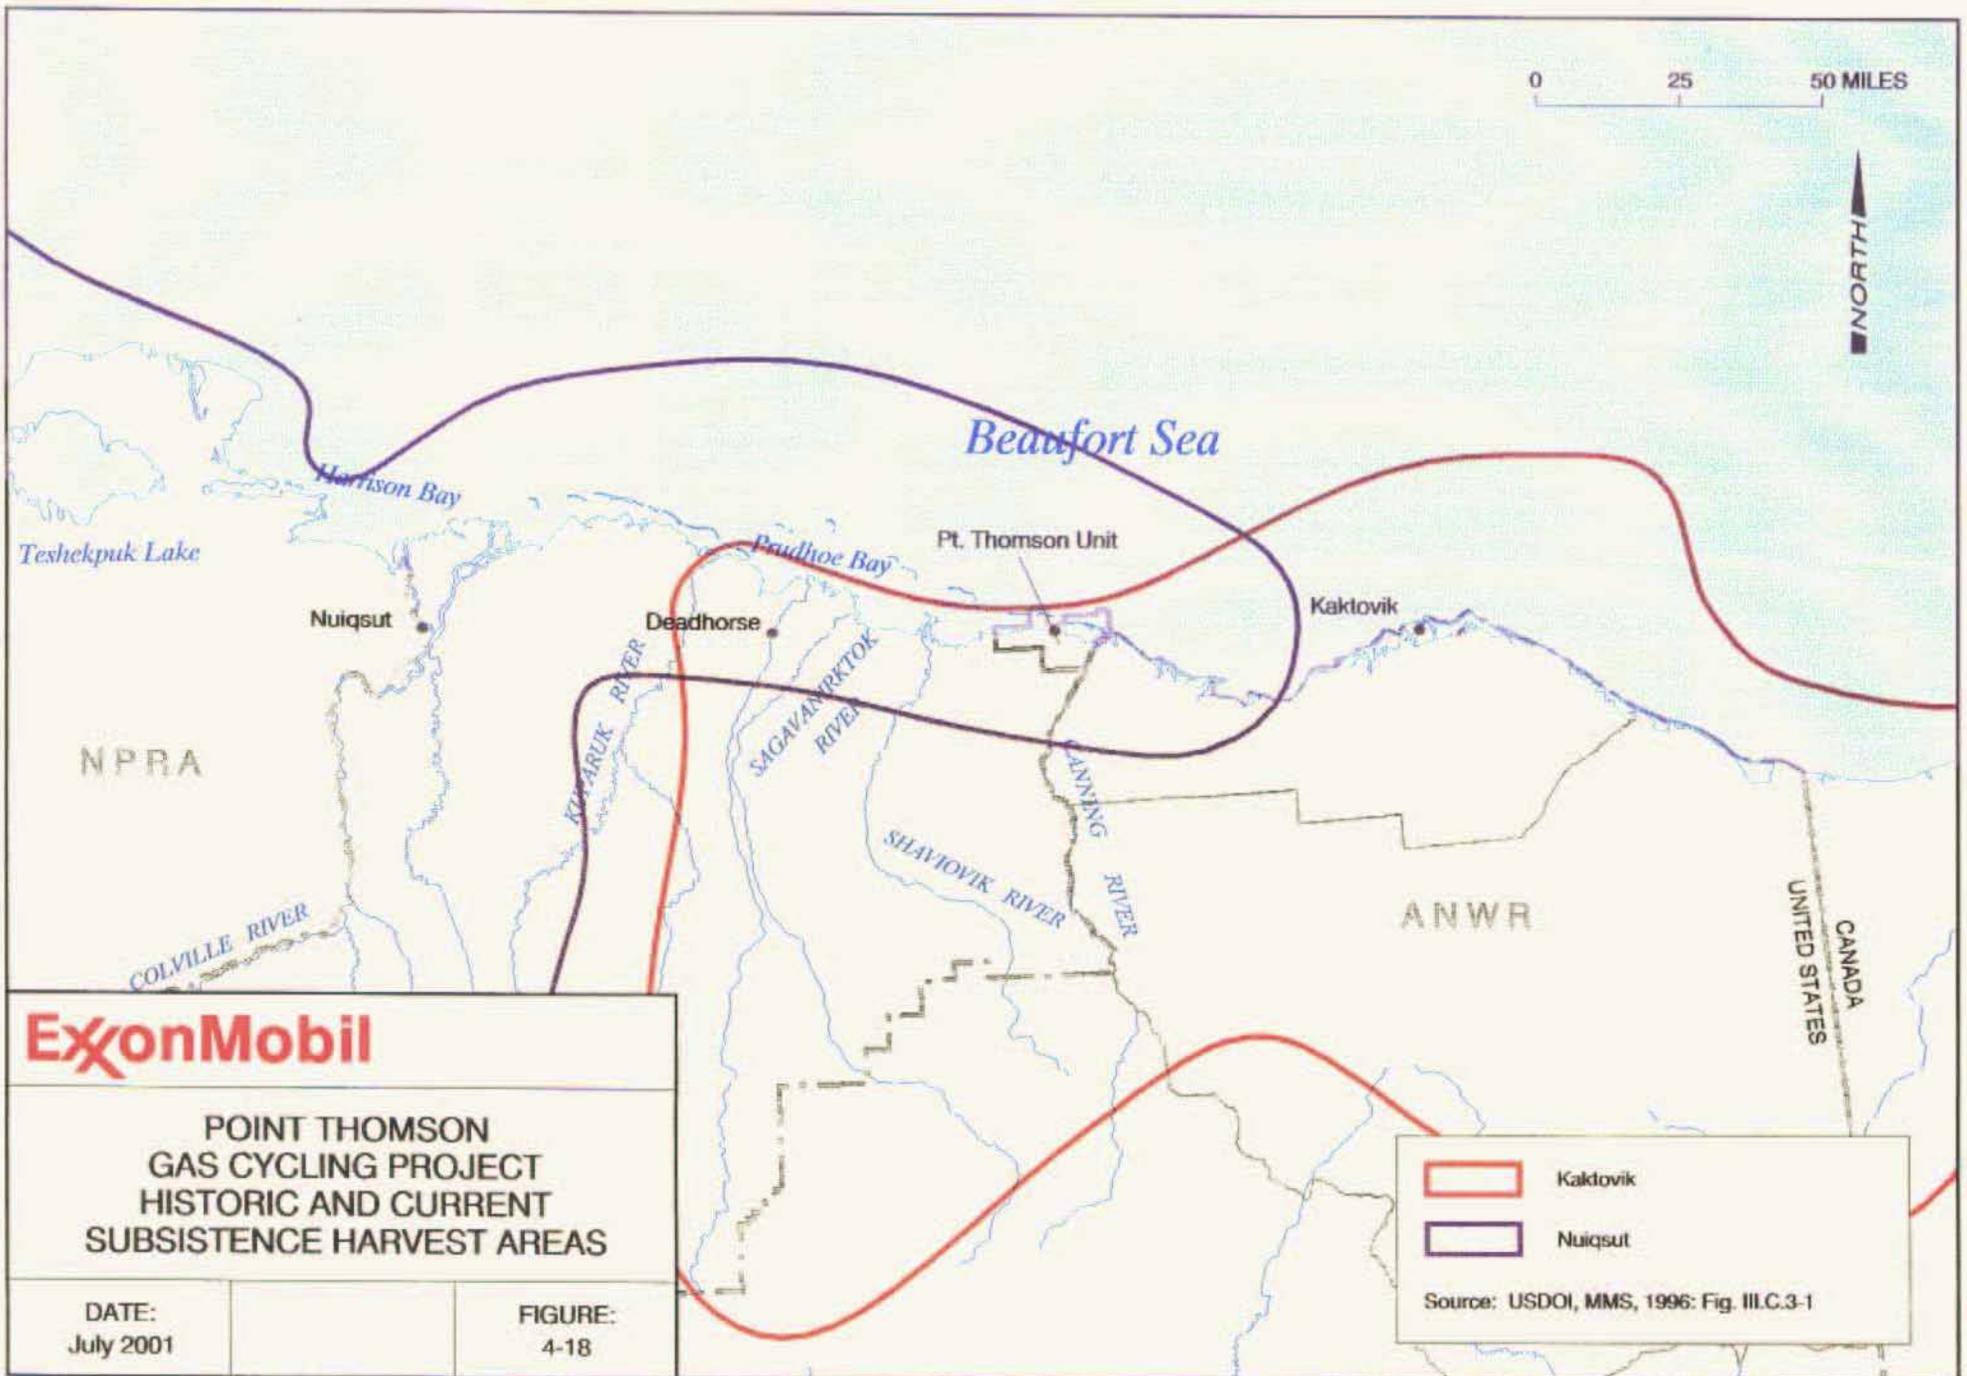 0 25 50 MILES
NORTH
Beaufort Sea
Harrison Bay
Teshekpuk Lake
Prudhoe Bay
Pt. Thomson Unit
Nuiqsut
Deadhorse
Kaktovik
NPRA
KUPARUK RIVER
SAGAVANIRKTOK
RIVER
CANNING RIVER
SHAVIOVIK RIVER
ANWR
COLVILLE RIVER
CANADA
UNITED STATES
ExxonMobil
POINT THOMSON
GAS CYCLING PROJECT
HISTORIC AND CURRENT
SUBSISTENCE HARVEST AREAS
DATE:
July 2001
FIGURE:
4-18
Kaktovik
Nuiqsut
Source: USDOI, MMS, 1996: Fig. III.C.3-1